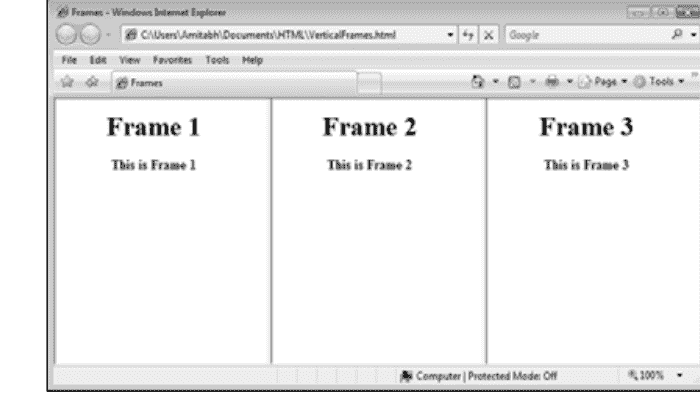 Frames - Windows Internet Explorer
C:\Users\Amitabh\Documents\HTML\VerticalFrames.html
Google
File Edit View Favorites Tools Help
Frames
Page Tools
Frame 1 Frame 2 Frame 3
This is Frame 1 This is Frame 2 This is Frame 3
Computer | Protected Mode: Off
100%